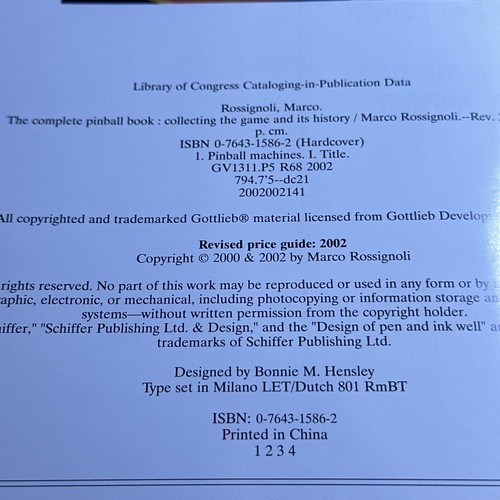 Library of Congress Cataloging-in-Publication Data
Rossignoli, Marco.
The complete pinball book : collecting the game and its history / Marco Rossignoli.--Rev.
p. cm.
ISBN 0-7643-1586-2 (Hardcover)
1. Pinball machines. I. Title.
GV1311.P5 R68 2002
794.7'5--dc21
2002002141
All copyrighted and trademarked Gottlieb® material licensed from Gottlieb Develop
Revised price guide: 2002
Copyright © 2000 & 2002 by Marco Rossignoli
rights reserved. No part of this work may be reproduced or used in any form or by
aphic, electronic, or mechanical, including photocopying or information storage an
systems—without written permission from the copyright holder.
iffer," "Schiffer Publishing Ltd. & Design," and the "Design of pen and ink well" a
trademarks of Schiffer Publishing Ltd.
Designed by Bonnie M. Hensley
Type set in Milano LET/Dutch 801 RmBT
ISBN: 0-7643-1586-2
Printed in China
1 2 3 4